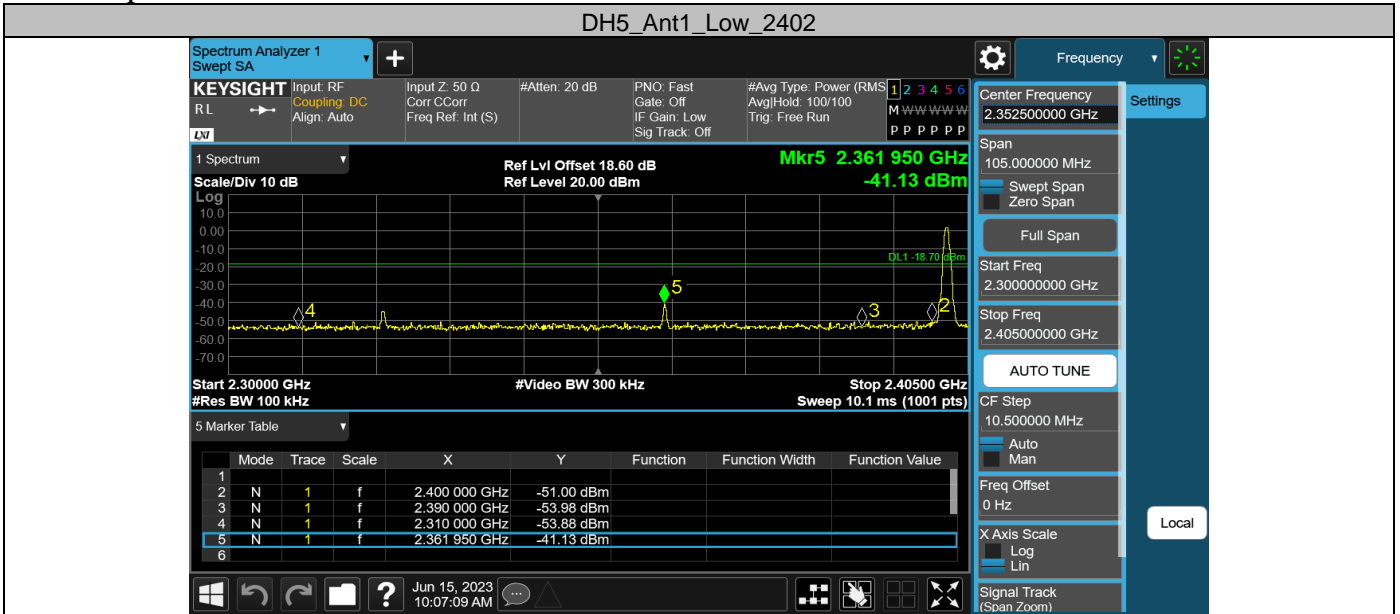 DH5_Ant1_Low_2402
Spectrum Analyzer 1
Swept SA
Frequency
KEYSIGHT
RL
LXI
Input: RF
Coupling: DC
Align: Auto
Input Z: 50 Ω
Corr CCorr
Freq Ref: Int (S)
#Atten: 20 dB
PNO: Fast
Gate: Off
IF Gain: Low
Sig Track: Off
#Avg Type: Power (RMS
Avg|Hold: 100/100
Trig: Free Run
1 2 3 4 5 6
M W W W W W
P P P P P P
1 Spectrum
Scale/Div 10 dB
Ref Lvl Offset 18.60 dB
Ref Level 20.00 dBm
Mkr5 2.361 950 GHz
-41.13 dBm
Log
10.0
0.00
-10.0
-20.0
-30.0
-40.0
-50.0
-60.0
-70.0
DL1 -18.70 dBm
4
5
3
2
Start 2.30000 GHz
#Res BW 100 kHz
#Video BW 300 kHz
Stop 2.40500 GHz
Sweep 10.1 ms (1001 pts)
5 Marker Table
Mode Trace Scale X Y Function Function Width Function Value
1
2 N 1 f 2.400 000 GHz -51.00 dBm
3 N 1 f 2.390 000 GHz -53.98 dBm
4 N 1 f 2.310 000 GHz -53.88 dBm
5 N 1 f 2.361 950 GHz -41.13 dBm
6
?
Jun 15, 2023
10:07:09 AM
Center Frequency
2.352500000 GHz
Span
105.000000 MHz
Swept Span
Zero Span
Full Span
Start Freq
2.300000000 GHz
Stop Freq
2.405000000 GHz
AUTO TUNE
CF Step
10.500000 MHz
Auto
Man
Freq Offset
0 Hz
X Axis Scale
Log
Lin
Signal Track
(Span Zoom)
Settings
Local